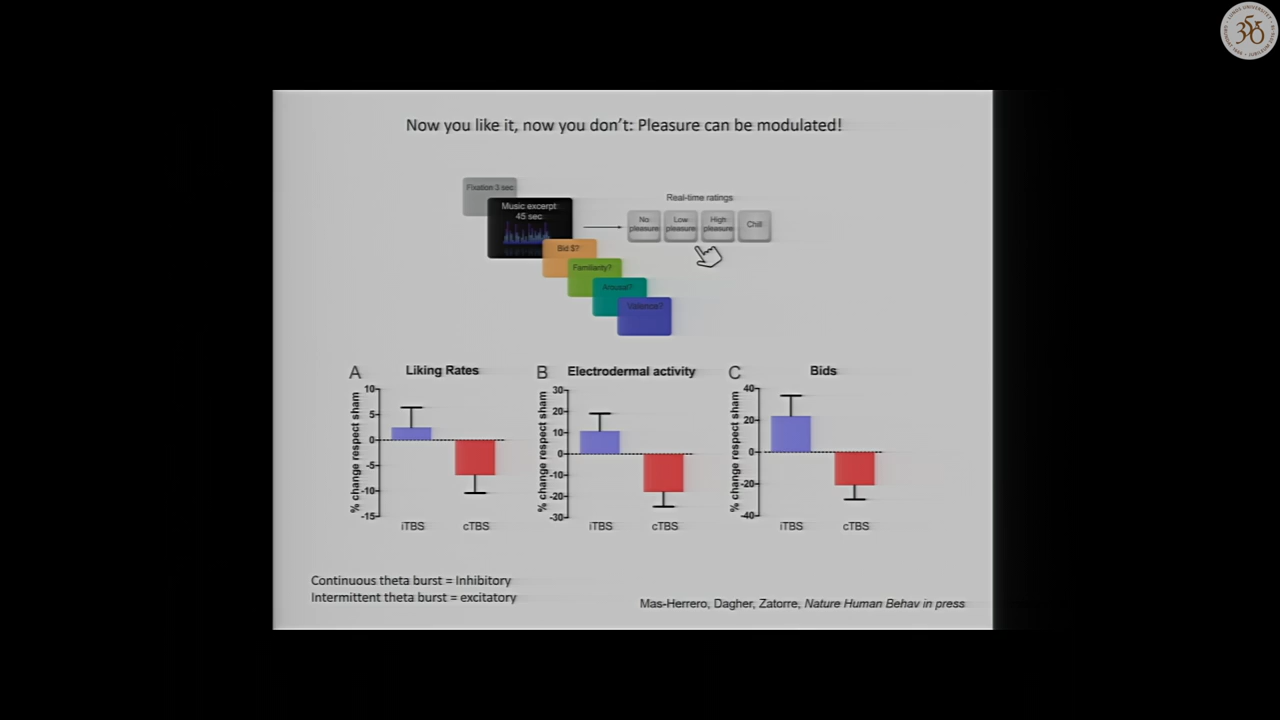 Now you like it, now you don't: Pleasure can be modulated!
Fixation 3 sec
Music excerpt
45 sec
Bid $?
Familiarity?
Arousal?
Valence?
Real-time ratings
No
pleasure
Low
pleasure
High
pleasure
Chill
A
Liking Rates
% change respect sham
10
5
0
-5
-10
-15
iTBS
cTBS
B
Electrodermal activity
% change respect sham
30
20
10
0
-10
-20
-30
iTBS
cTBS
C
Bids
% change respect sham
40
20
0
-20
-40
iTBS
cTBS
Continuous theta burst = Inhibitory
Intermittent theta burst = excitatory
Mas-Herrero, Dagher, Zatorre, Nature Human Behav in press
350